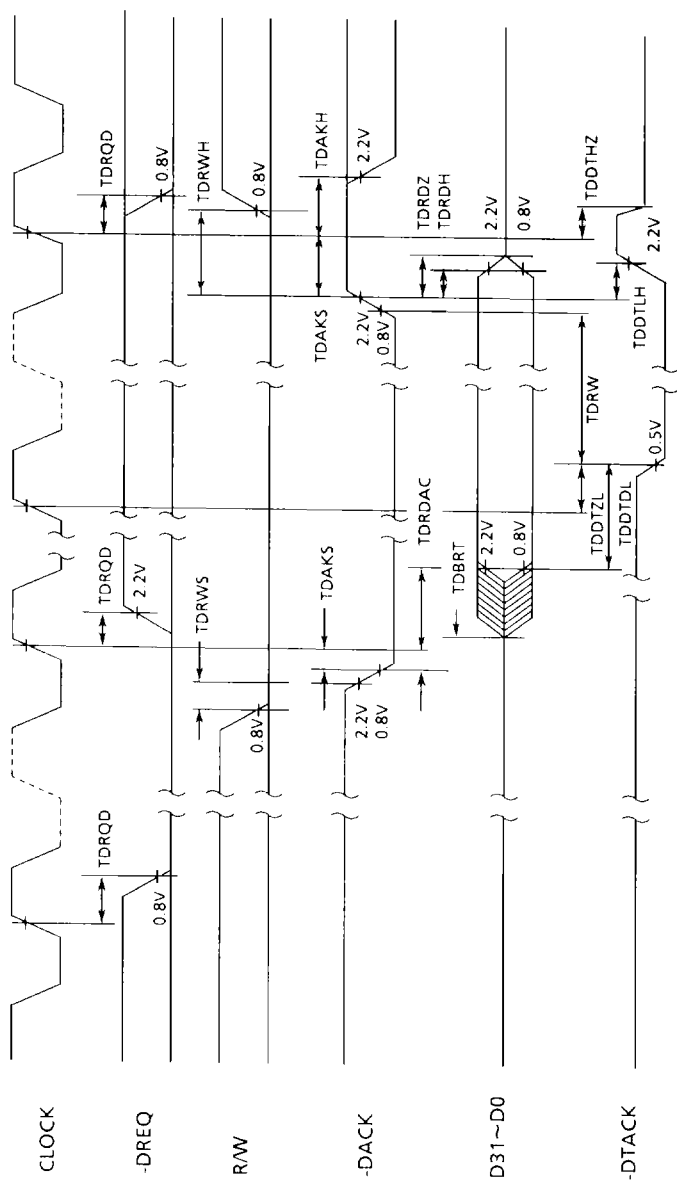 CLOCK
TDRQD
TDRQD
TDRQD
-DREQ
0.8V
2.2V
0.8V
TDRWS
TDRWH
R/W
0.8V
0.8V
TDAKS
TDAKS
TDAKH
-DACK
2.2V
0.8V
2.2V
0.8V
2.2V
TDRDAC
TDRDZ
TDRDH
TDBRT
D31~D0
2.2V
0.8V
2.2V
0.8V
TDDTZL
TDRW
TDDTLH
TDDTHZ
TDDTDL
-DTACK
0.5V
2.2V